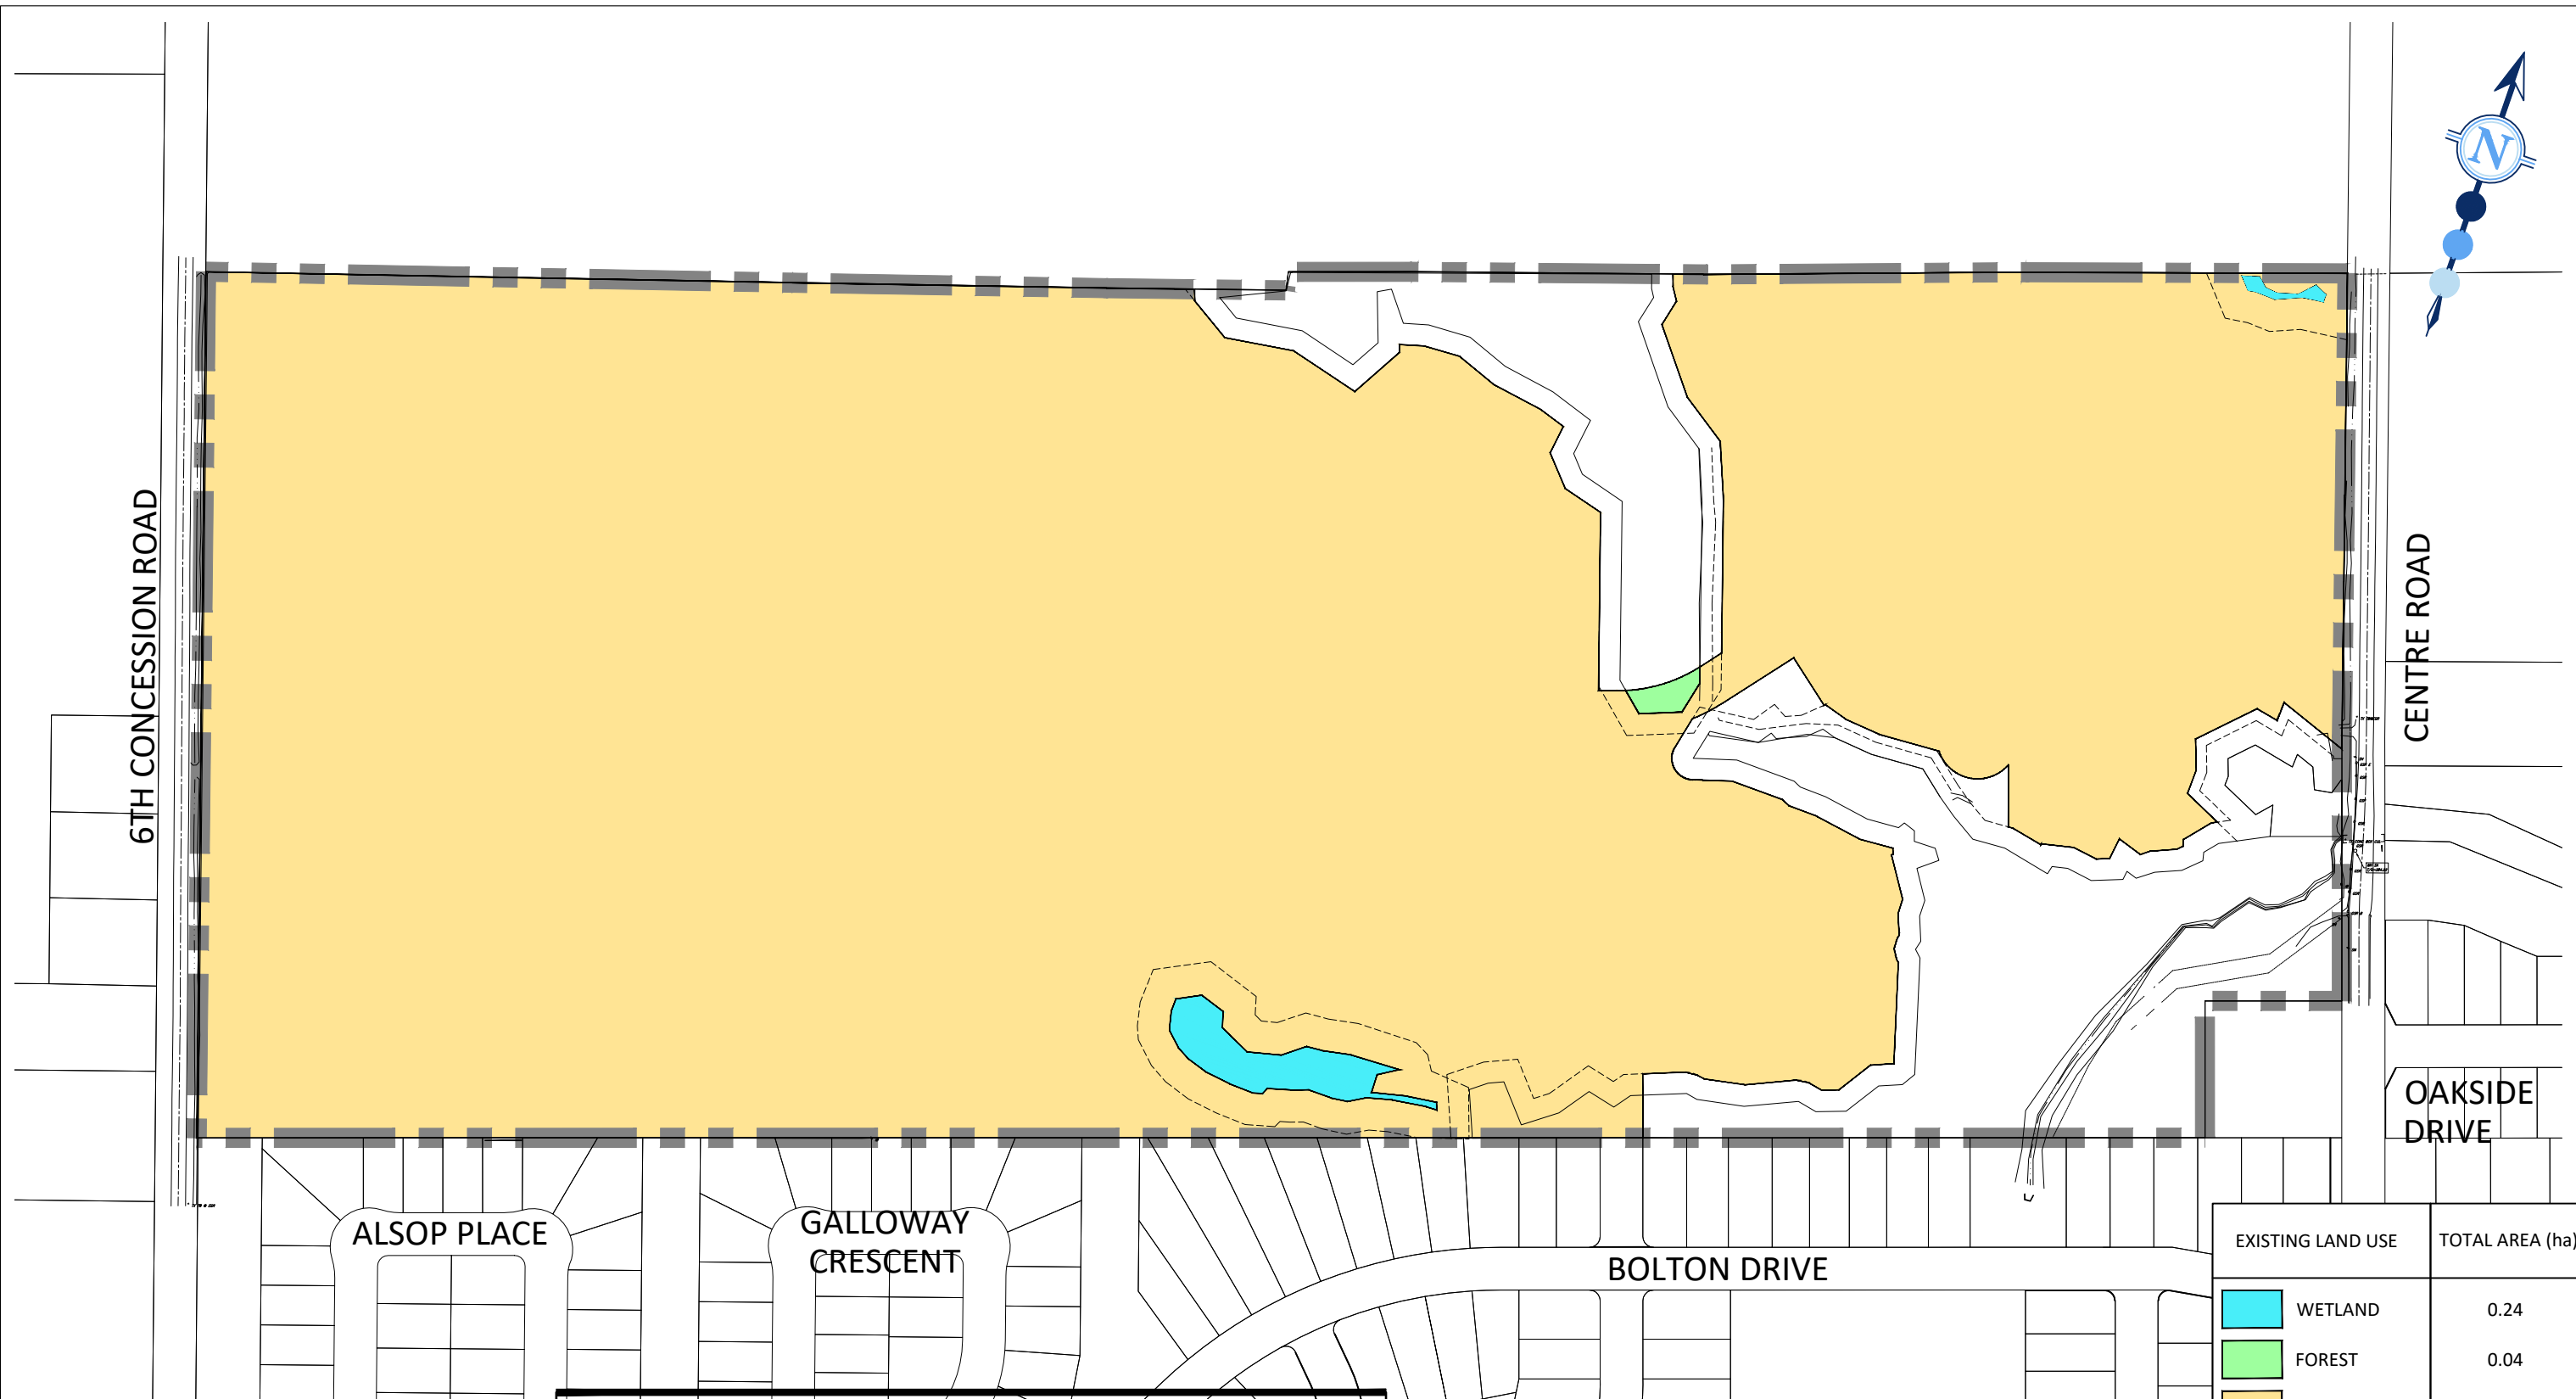 N
6TH CONCESSION ROAD
CENTRE ROAD
OAKSIDE
DRIVE
ALSOP PLACE
GALLOWAY
CRESCENT
BOLTON DRIVE
EXISTING LAND USE
TOTAL AREA (ha)
WETLAND
0.24
FOREST
0.04